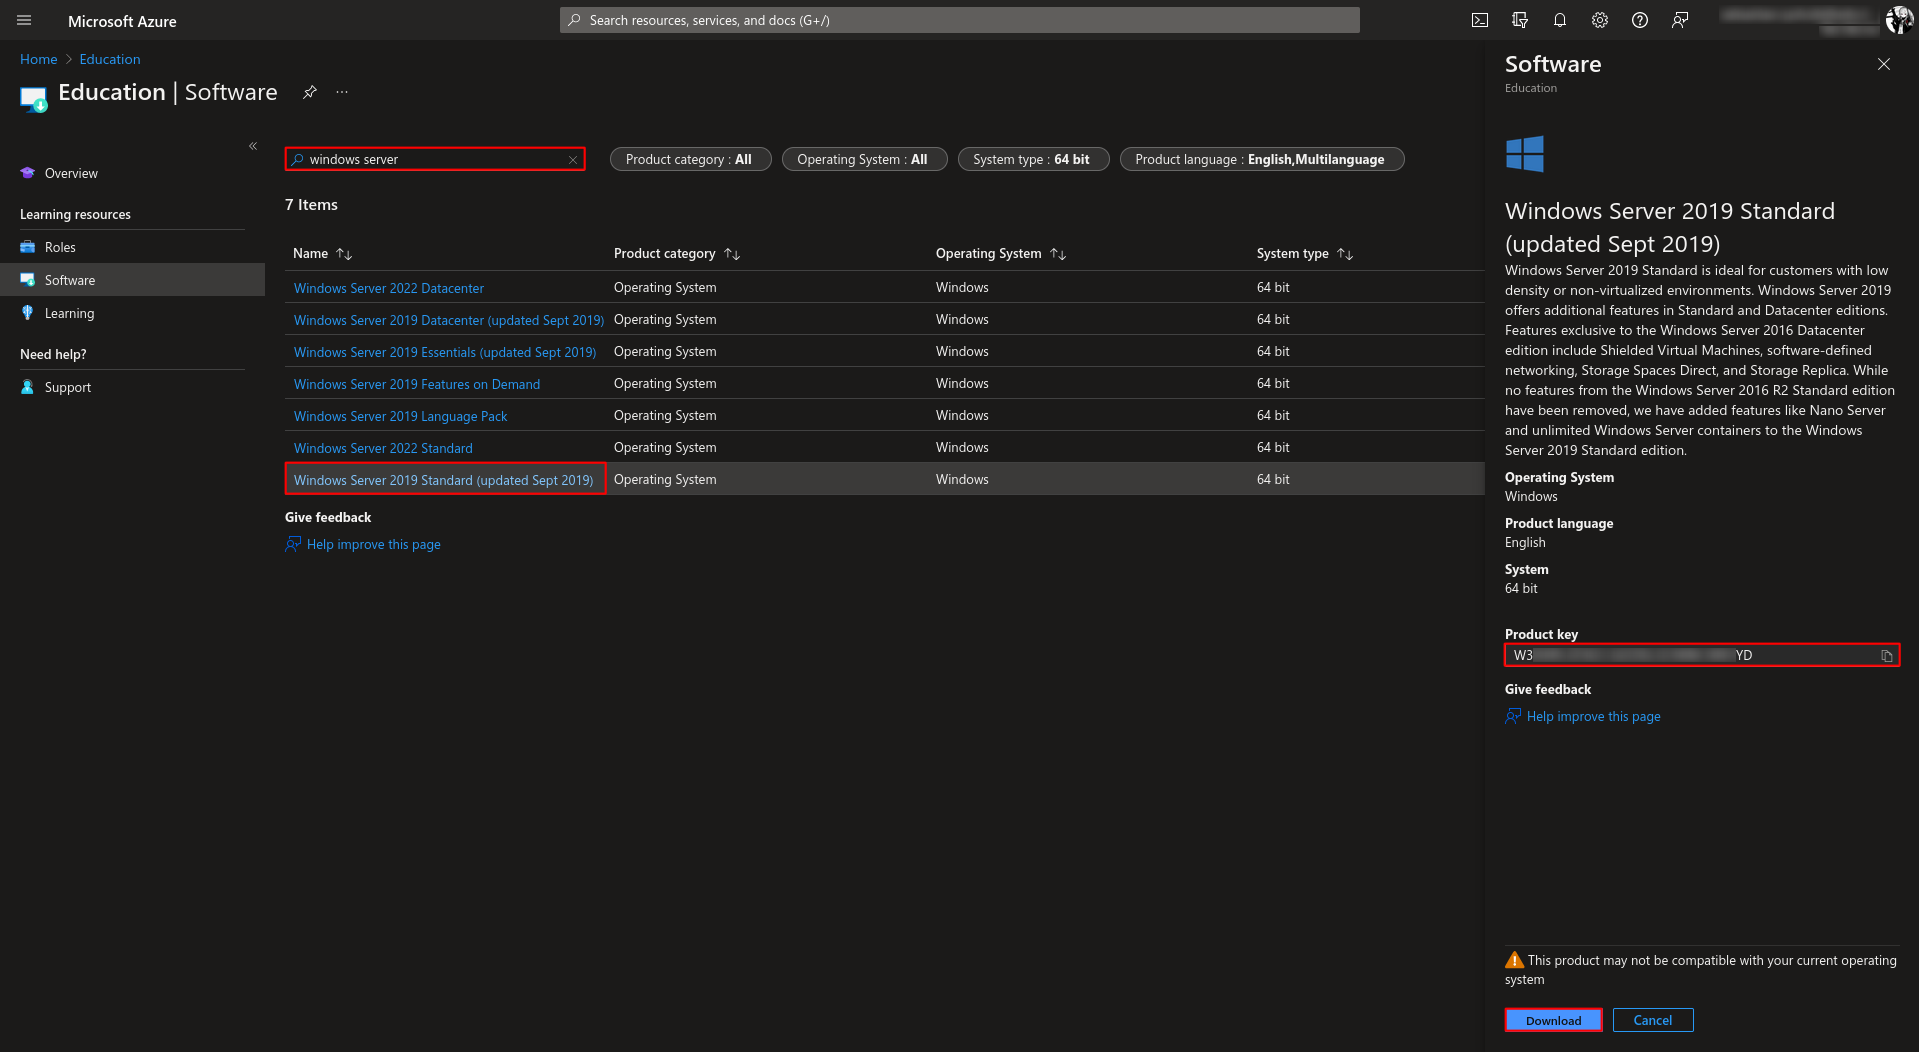 Microsoft Azure
Search resources, services, and docs (G+/)
Home > Education
Education | Software
...
«
Overview
Learning resources
Roles
Software
Learning
Need help?
Support
windows server
Product category : All
Operating System : All
System type : 64 bit
Product language : English,Multilanguage
7 Items
Name ↑↓ Product category ↑↓ Operating System ↑↓ System type ↑↓
Windows Server 2022 Datacenter Operating System Windows 64 bit
Windows Server 2019 Datacenter (updated Sept 2019) Operating System Windows 64 bit
Windows Server 2019 Essentials (updated Sept 2019) Operating System Windows 64 bit
Windows Server 2019 Features on Demand Operating System Windows 64 bit
Windows Server 2019 Language Pack Operating System Windows 64 bit
Windows Server 2022 Standard Operating System Windows 64 bit
Windows Server 2019 Standard (updated Sept 2019) Operating System Windows 64 bit
Give feedback
Help improve this page
Software
Education
Windows Server 2019 Standard
(updated Sept 2019)
Windows Server 2019 Standard is ideal for customers with low
density or non-virtualized environments. Windows Server 2019
offers additional features in Standard and Datacenter editions.
Features exclusive to the Windows Server 2016 Datacenter
edition include Shielded Virtual Machines, software-defined
networking, Storage Spaces Direct, and Storage Replica. While
no features from the Windows Server 2016 R2 Standard edition
have been removed, we have added features like Nano Server
and unlimited Windows Server containers to the Windows
Server 2019 Standard edition.
Operating System
Windows
Product language
English
System
64 bit
Product key
W3 YD
Give feedback
Help improve this page
This product may not be compatible with your current operating
system
Download
Cancel